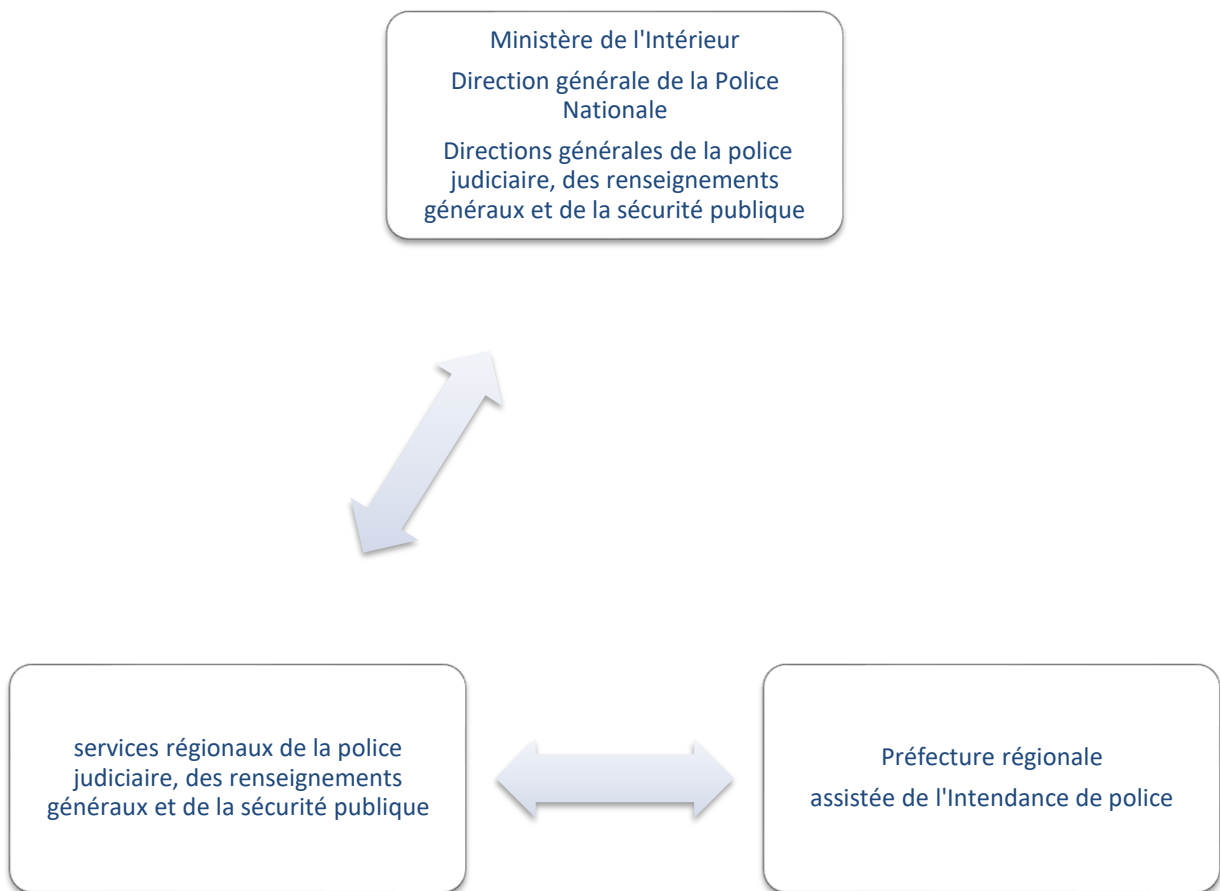 Ministère de l'Intérieur
Direction générale de la Police
Nationale
Directions générales de la police
judiciaire, des renseignements
généraux et de la sécurité publique
services régionaux de la police
judiciaire, des renseignements
généraux et de la sécurité publique
Préfecture régionale
assistée de l'Intendance de police